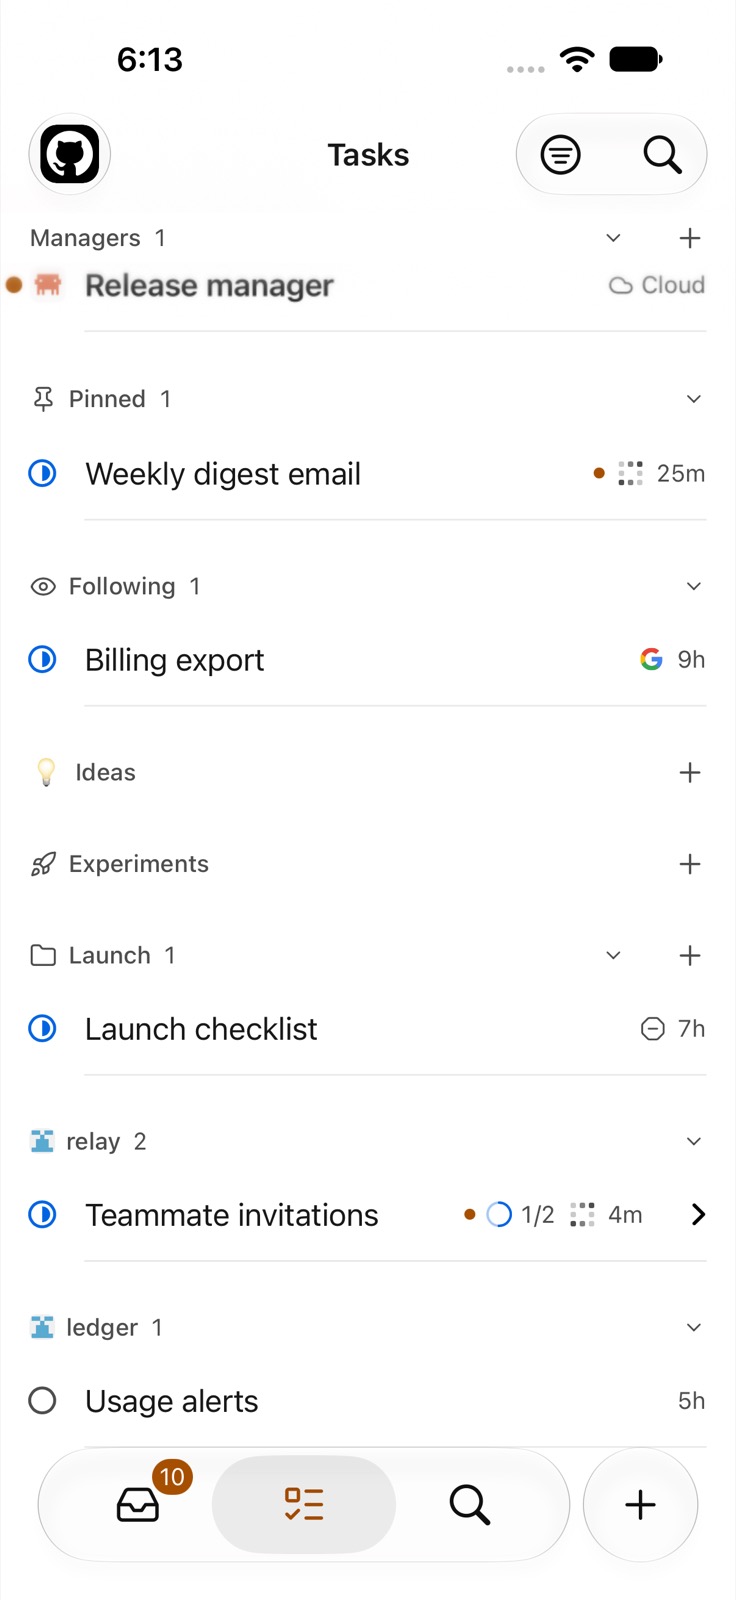 6:13
Tasks
Managers 1
Release manager Cloud
Pinned 1
Weekly digest email 25m
Following 1
Billing export 9h
Ideas
Experiments
Launch 1
Launch checklist 7h
relay 2
Teammate invitations 1/2 4m
ledger 1
Usage alerts 5h
10